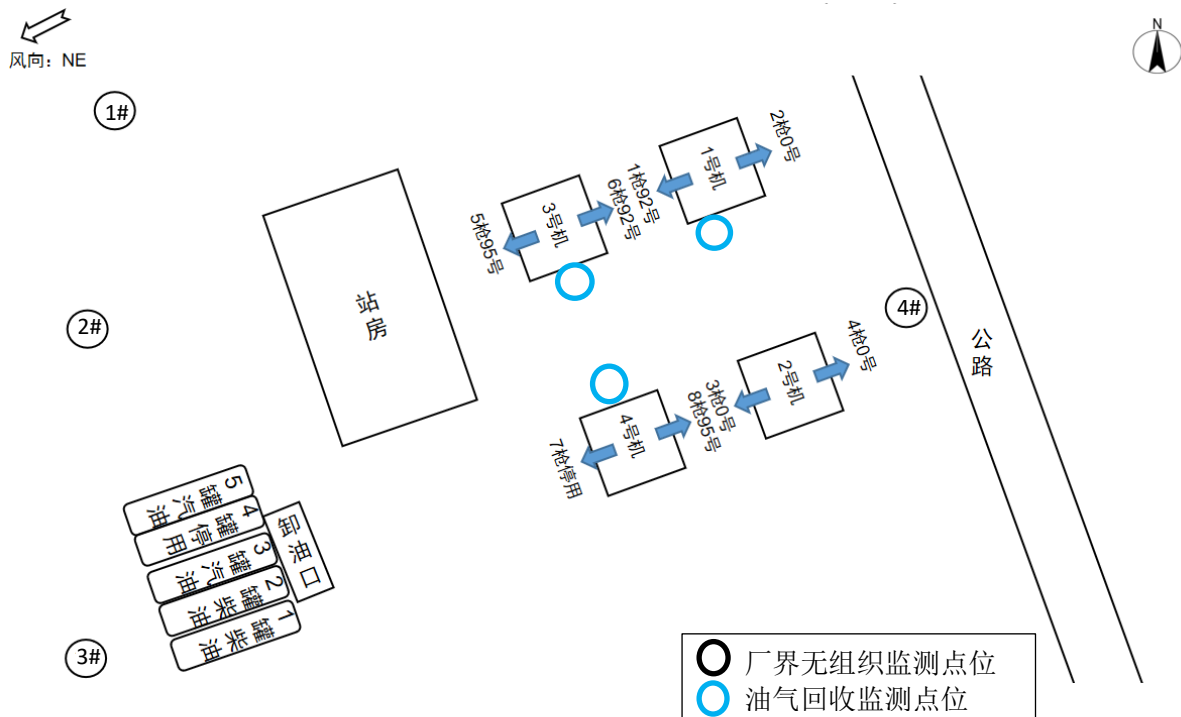 风向：NE
N
1#
2枪0号
1号机
1枪92号
6枪92号
3号机
5枪95号
站房
2#
4#
公路
4枪0号
2号机
3枪0号
8枪95号
4号机
7枪停用
5罐汽油
4罐停用
3罐汽油
2罐柴油
1罐柴油
卸油口
3#
厂界无组织监测点位
油气回收监测点位